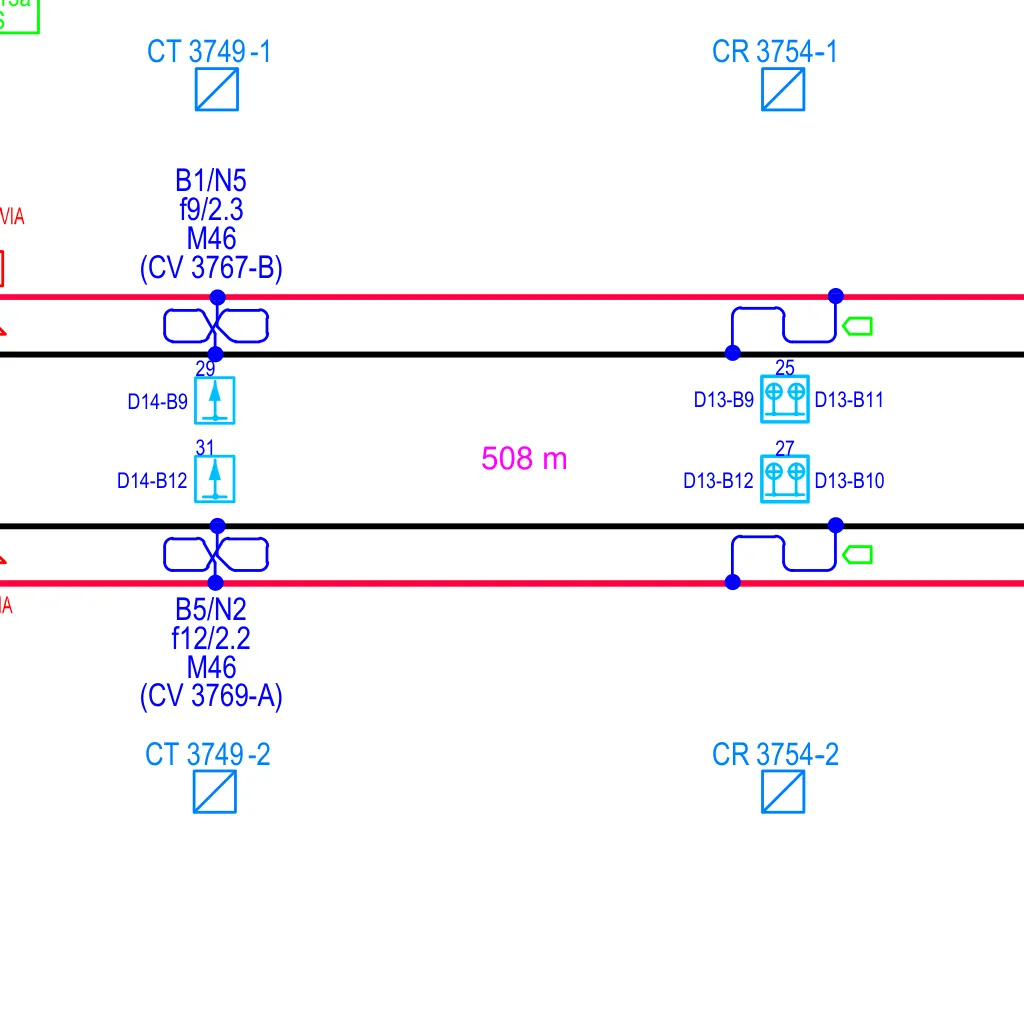 CT 3749-1
CR 3754-1
B1/N5
f9/2.3
M46
(CV 3767-B)
VIA
29
D14-B9
25
D13-B9
D13-B11
31
D14-B12
508 m
27
D13-B12
D13-B10
B5/N2
f12/2.2
M46
(CV 3769-A)
CT 3749-2
CR 3754-2